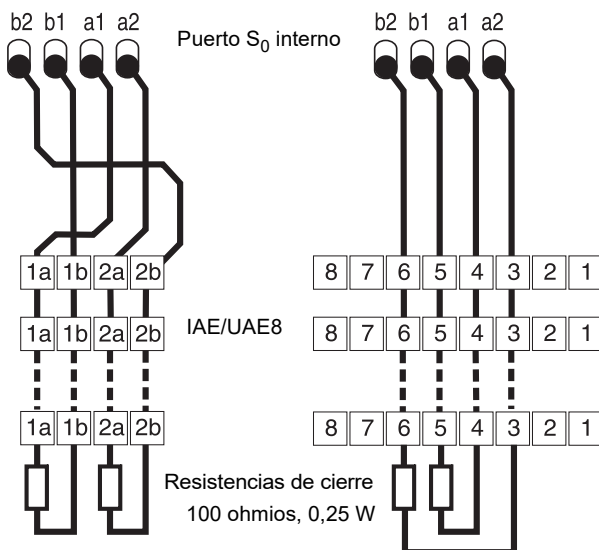 b2 b1 a1 a2
Puerto S0 interno
b2 b1 a1 a2
1a 1b 2a 2b
8 7 6 5 4 3 2 1
1a 1b 2a 2b
IAE/UAE8
8 7 6 5 4 3 2 1
1a 1b 2a 2b
8 7 6 5 4 3 2 1
Resistencias de cierre
100 ohmios, 0,25 W